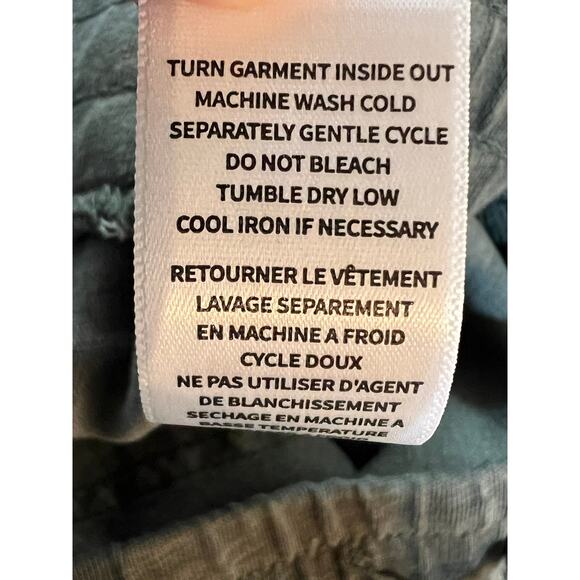 TURN GARMENT INSIDE OUT
MACHINE WASH COLD
SEPARATELY GENTLE CYCLE
DO NOT BLEACH
TUMBLE DRY LOW
COOL IRON IF NECESSARY
RETOURNER LE VÊTEMENT
LAVAGE SEPAREMENT
EN MACHINE A FROID
CYCLE DOUX
NE PAS UTILISER D'AGENT
DE BLANCHISSEMENT
SECHAGE EN MACHINE A
BASSE TEMPERATURE